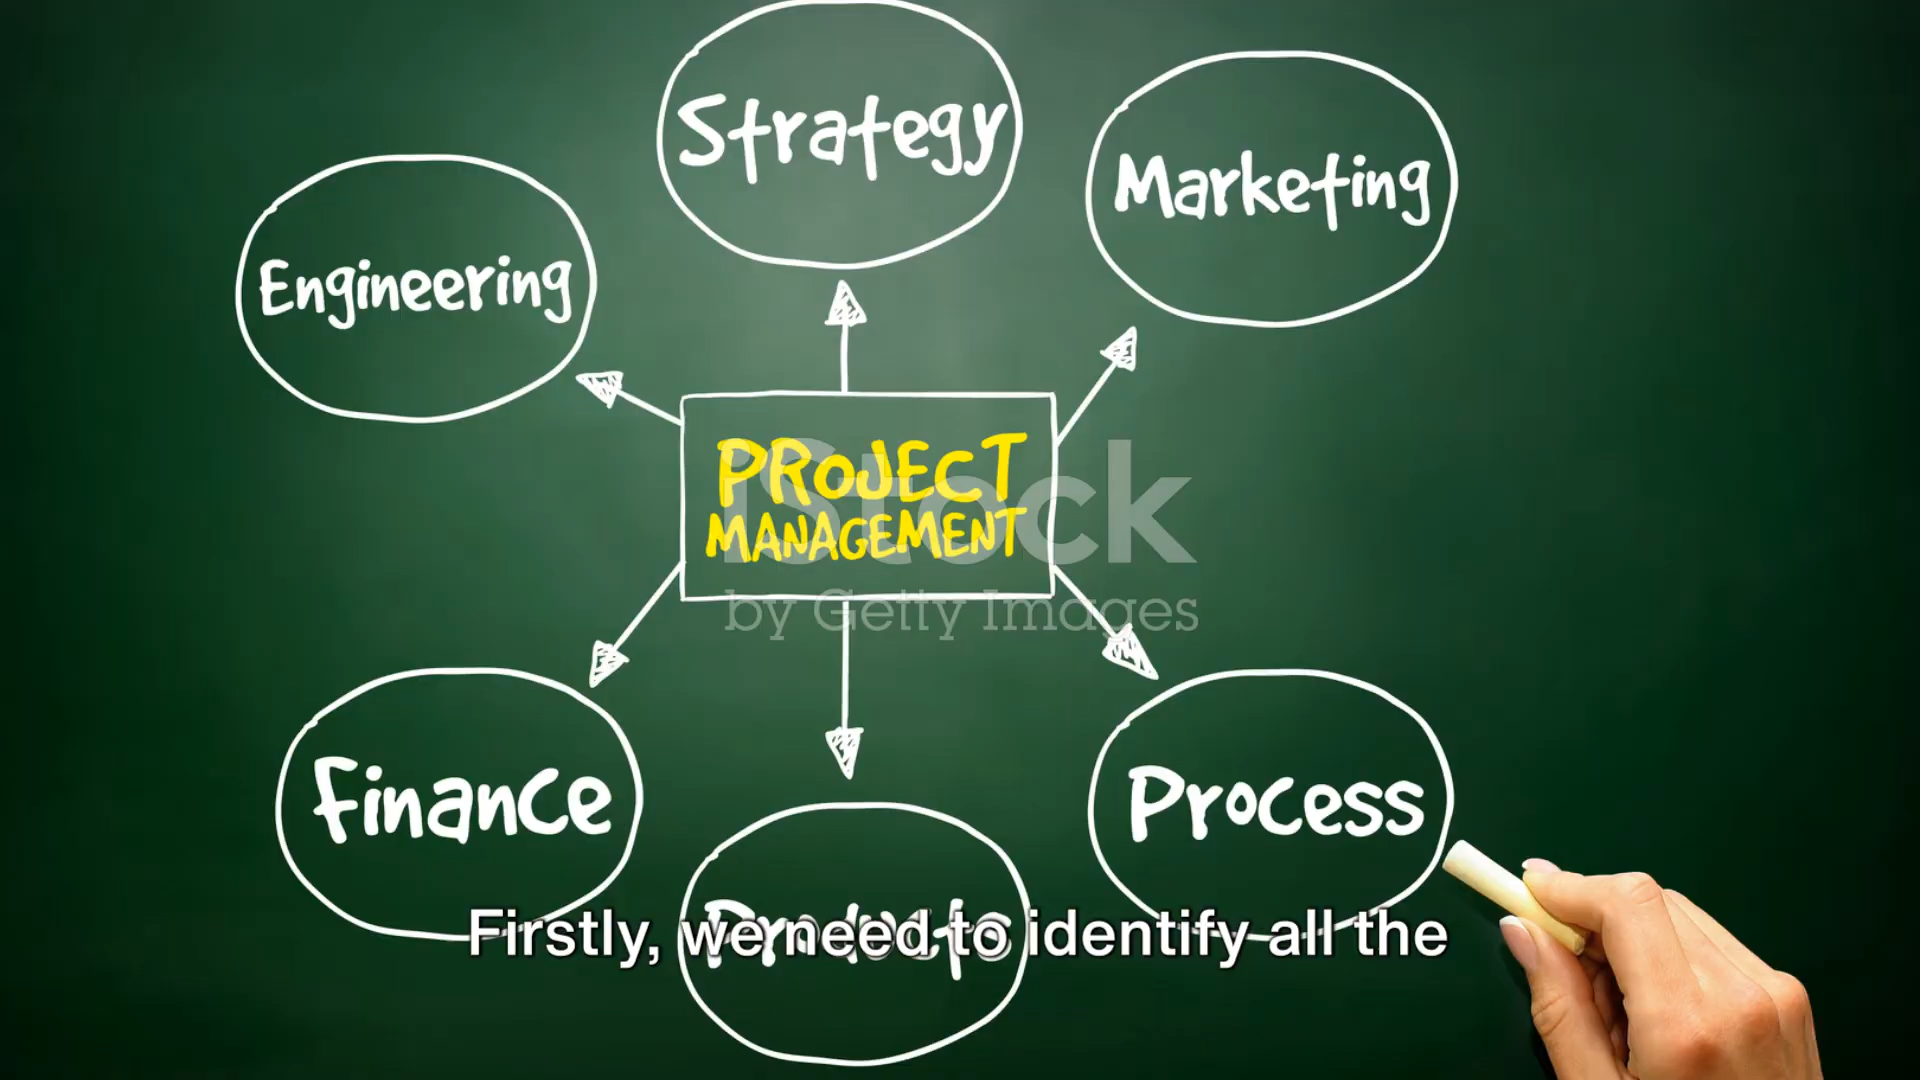 Strategy
Marketing
Engineering
PROJECT
MANAGEMENT
iStock
by Getty Images
Finance
Process
Firstly, we need to identify all the